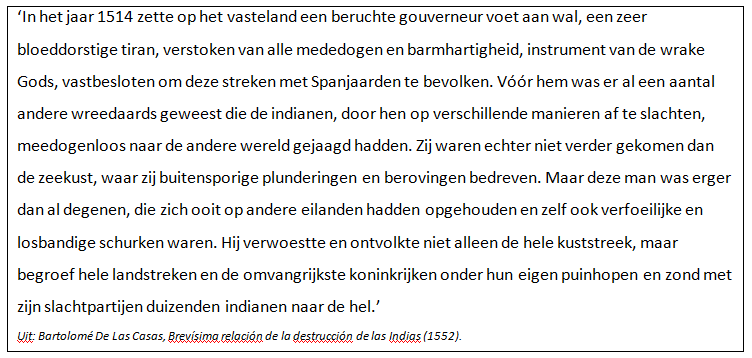 ‘In het jaar 1514 zette op het vasteland een beruchte gouverneur voet aan wal, een zeer
bloeddorstige tiran, verstoken van alle mededogen en barmhartigheid, instrument van de wrake
Gods, vastbesloten om deze streken met Spanjaarden te bevolken. Vóór hem was er al een aantal
andere wreedaards geweest die de indianen, door hen op verschillende manieren af te slachten,
meedogenloos naar de andere wereld gejaagd hadden. Zij waren echter niet verder gekomen dan
de zeekust, waar zij buitensporige plunderingen en berovingen bedreven. Maar deze man was erger
dan al degenen, die zich ooit op andere eilanden hadden opgehouden en zelf ook verfoeilijke en
losbandige schurken waren. Hij verwoestte en ontvolkte niet alleen de hele kuststreek, maar
begroef hele landstreken en de omvangrijkste koninkrijken onder hun eigen puinhopen en zond met
zijn slachtpartijen duizenden indianen naar de hel.’
Uit: Bartolomé De Las Casas, Brevísima relación de la destrucción de las Indias (1552).